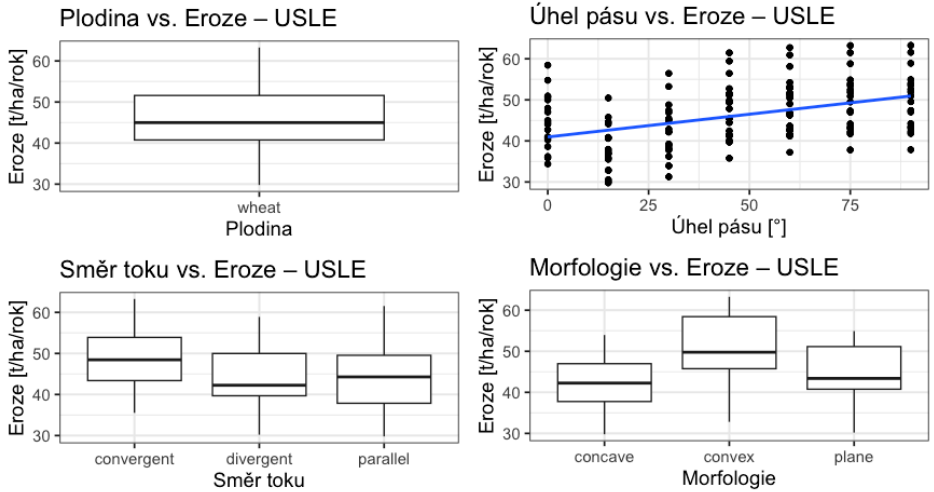 Plodina vs. Eroze – USLE
Eroze [t/ha/rok]
60
50
40
30
wheat
Plodina
Úhel pásu vs. Eroze – USLE
Eroze [t/ha/rok]
60
50
40
30
0
25
50
75
Úhel pásu [°]
Směr toku vs. Eroze – USLE
Eroze [t/ha/rok]
60
50
40
30
convergent
divergent
parallel
Směr toku
Morfologie vs. Eroze – USLE
Eroze [t/ha/rok]
60
50
40
30
concave
convex
plane
Morfologie